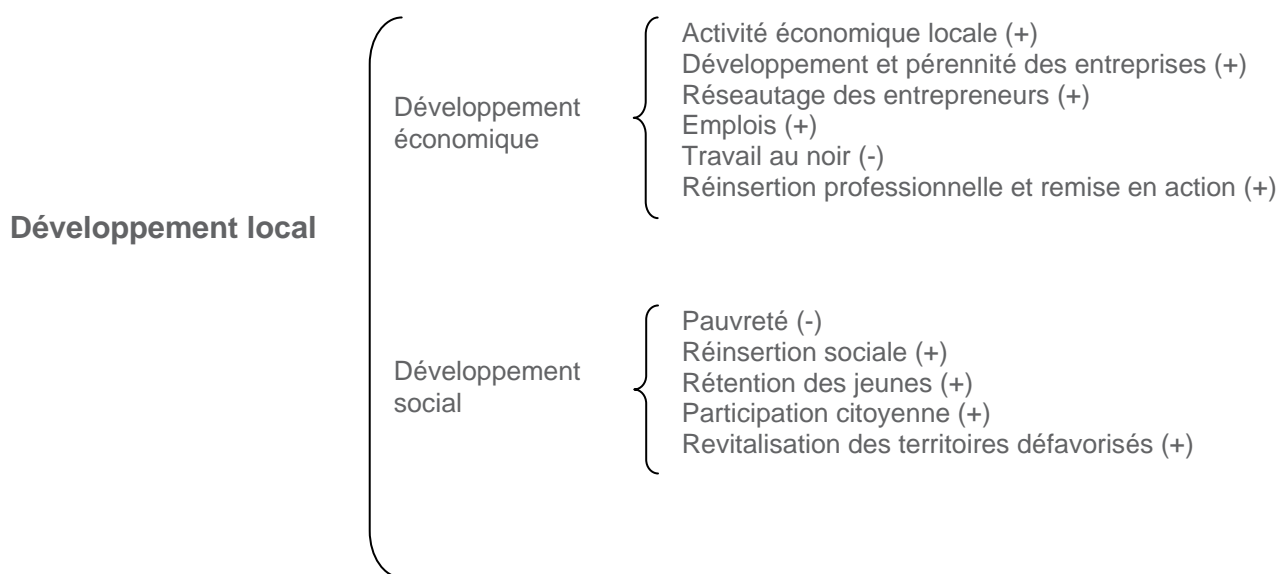 Développement local
Développement
économique
Activité économique locale (+)
Développement et pérennité des entreprises (+)
Réseautage des entrepreneurs (+)
Emplois (+)
Travail au noir (-)
Réinsertion professionnelle et remise en action (+)
Développement
social
Pauvreté (-)
Réinsertion sociale (+)
Rétention des jeunes (+)
Participation citoyenne (+)
Revitalisation des territoires défavorisés (+)